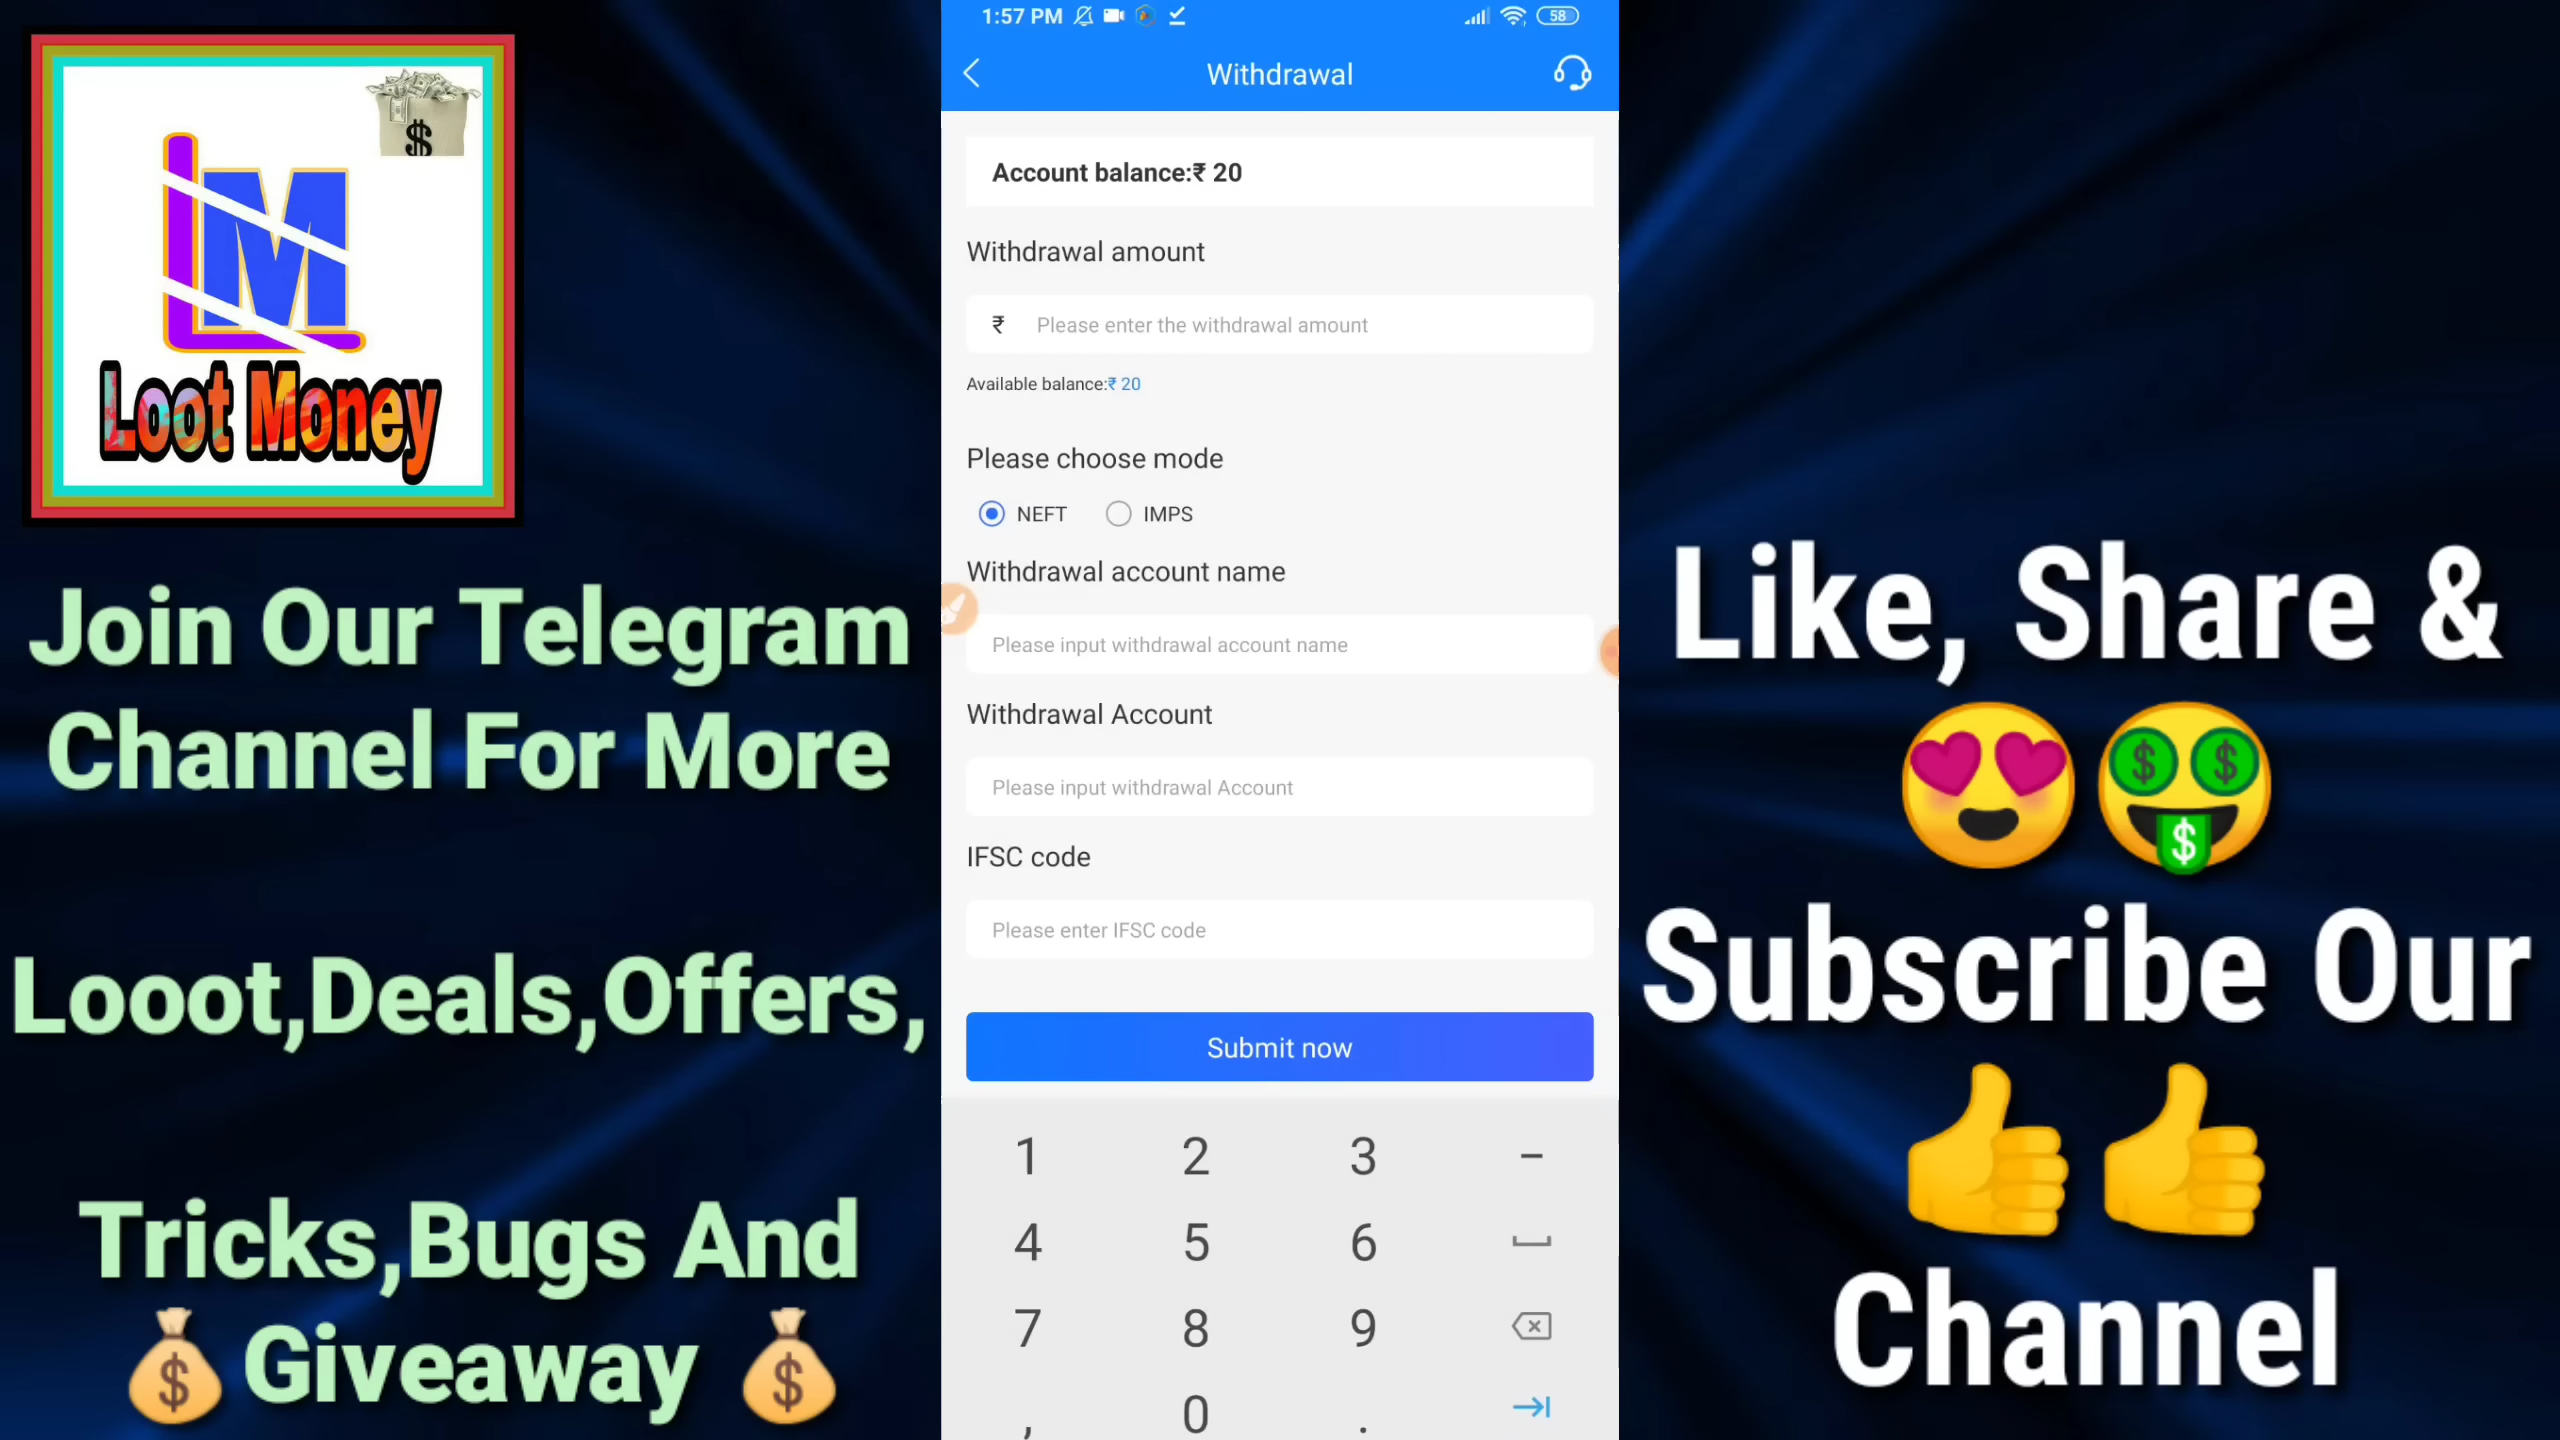 $
LM
Loot Money
Join Our Telegram
Channel For More
Looot,Deals,Offers,
Tricks,Bugs And
Giveaway
1:57 PM
58
Withdrawal
Account balance:₹ 20
Withdrawal amount
₹ Please enter the withdrawal amount
Available balance:₹ 20
Please choose mode
NEFT IMPS
Withdrawal account name
Please input withdrawal account name
Withdrawal Account
Please input withdrawal Account
IFSC code
Please enter IFSC code
Submit now
1 2 3 -
4 5 6
7 8 9
, 0 .
Like, Share &
Subscribe Our
Channel